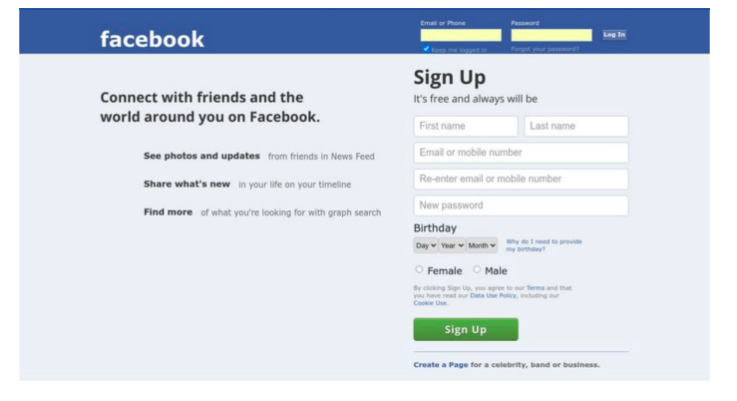 Email or Phone Password
facebook
Log In
Keep me logged in Forgot your password?
Sign Up
It's free and always will be
Connect with friends and the
world around you on Facebook.
First name Last name
Email or mobile number
See photos and updates from friends in News Feed
Re-enter email or mobile number
Share what's new in your life on your timeline
New password
Find more of what you're looking for with graph search
Birthday
Day Year Month
Why do I need to provide
my birthday?
Female Male
By clicking Sign Up, you agree to our Terms and that
you have read our Data Use Policy, including our
Cookie Use.
Sign Up
Create a Page for a celebrity, band or business.